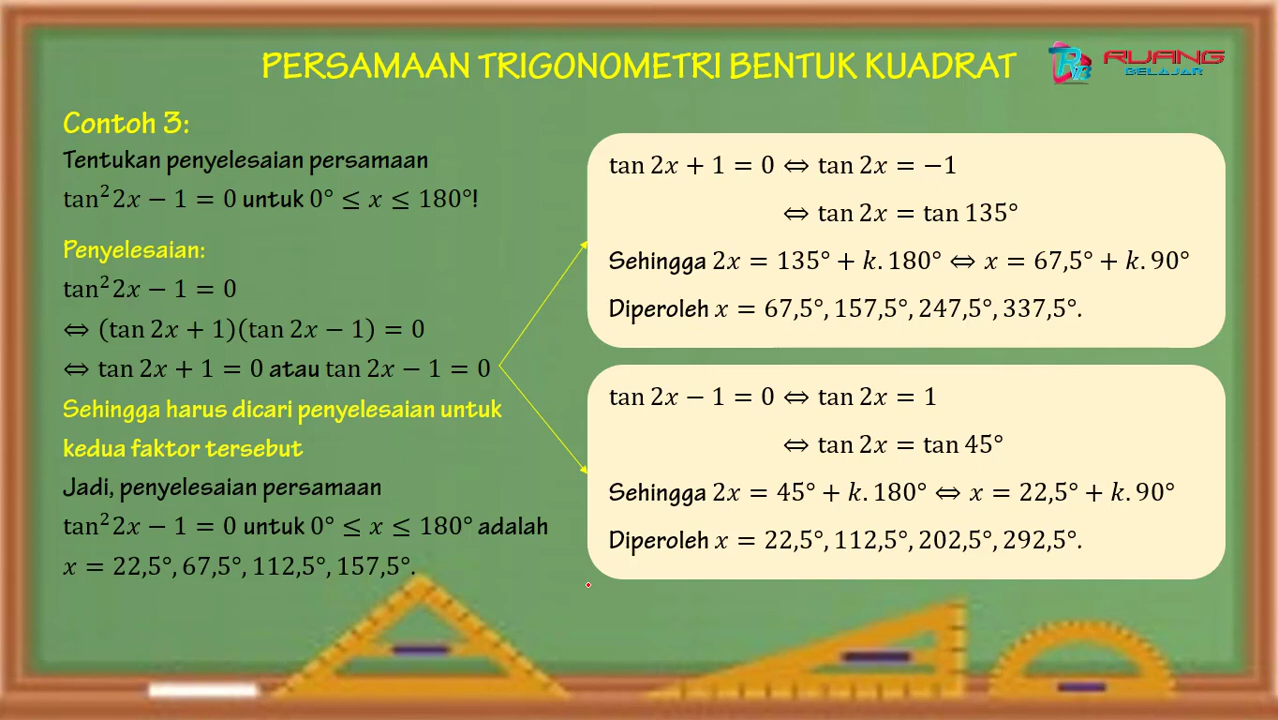 PERSAMAAN TRIGONOMETRI BENTUK KUADRAT
RUANG
BELAJAR
Contoh 3:
Tentukan penyelesaian persamaan
tan² 2x − 1 = 0 untuk 0° ≤ x ≤ 180°!
Penyelesaian:
tan² 2x − 1 = 0
⇔ (tan 2x + 1)(tan 2x − 1) = 0
⇔ tan 2x + 1 = 0 atau tan 2x − 1 = 0
Sehingga harus dicari penyelesaian untuk
kedua faktor tersebut
Jadi, penyelesaian persamaan
tan² 2x − 1 = 0 untuk 0° ≤ x ≤ 180° adalah
x = 22,5°, 67,5°, 112,5°, 157,5°.
tan 2x + 1 = 0 ⇔ tan 2x = −1
⇔ tan 2x = tan 135°
Sehingga 2x = 135° + k. 180° ⇔ x = 67,5° + k. 90°
Diperoleh x = 67,5°, 157,5°, 247,5°, 337,5°.
tan 2x − 1 = 0 ⇔ tan 2x = 1
⇔ tan 2x = tan 45°
Sehingga 2x = 45° + k. 180° ⇔ x = 22,5° + k. 90°
Diperoleh x = 22,5°, 112,5°, 202,5°, 292,5°.